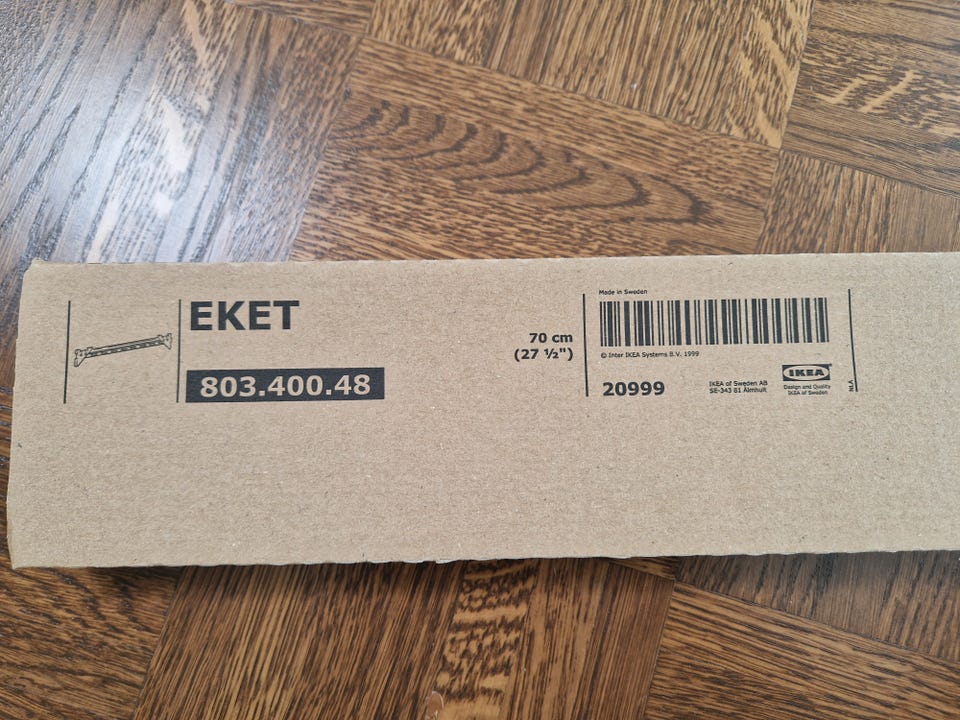 EKET
803.400.48
70 cm
(27 ½")
Made in Sweden
© Inter IKEA Systems B.V. 1999
20999
IKEA of Sweden AB
SE-343 81 Älmhult
IKEA
Design and Quality
IKEA of Sweden
NLA